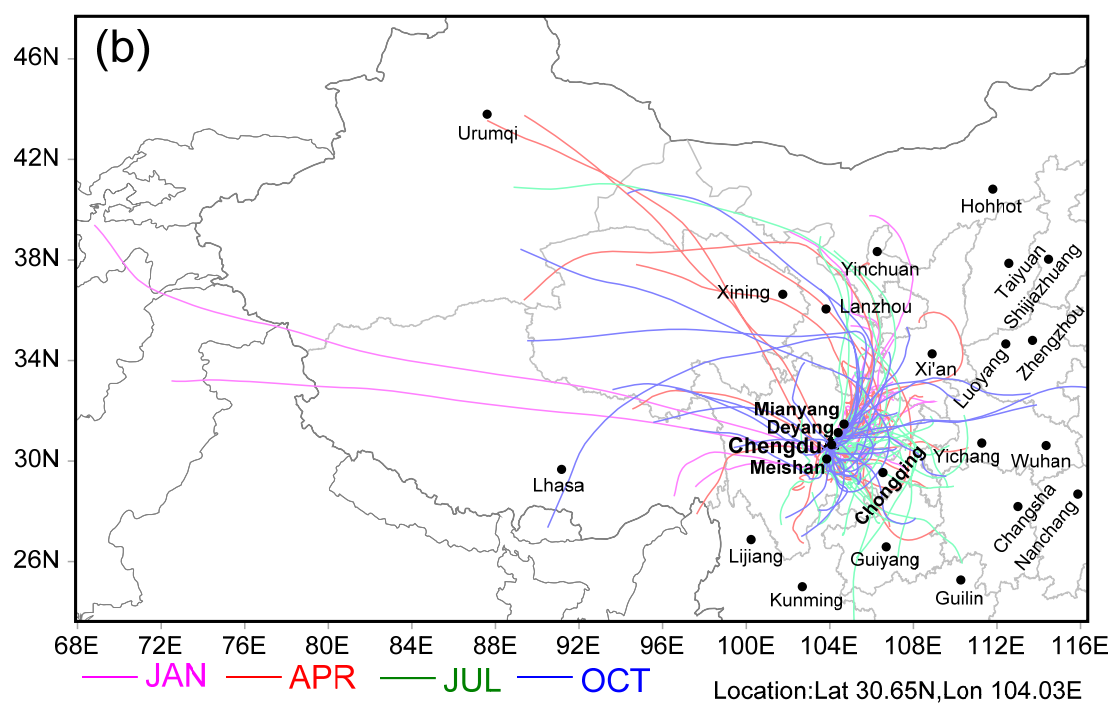 (b)
46N
42N
38N
34N
30N
26N
Urumqi
Hohhot
Taiyuan
Shijiazhuang
Yinchuan
Xining
Lanzhou
Zhengzhou
Xi'an
Luoyang
Mianyang
Deyang
Chengdu
Meishan
Chongqing
Yichang
Wuhan
Lhasa
Changsha
Nanchang
Lijiang
Guiyang
Kunming
Guilin
68E 72E 76E 80E 84E 88E 92E 96E 100E 104E 108E 112E 116E
JAN APR JUL OCT
Location:Lat 30.65N,Lon 104.03E